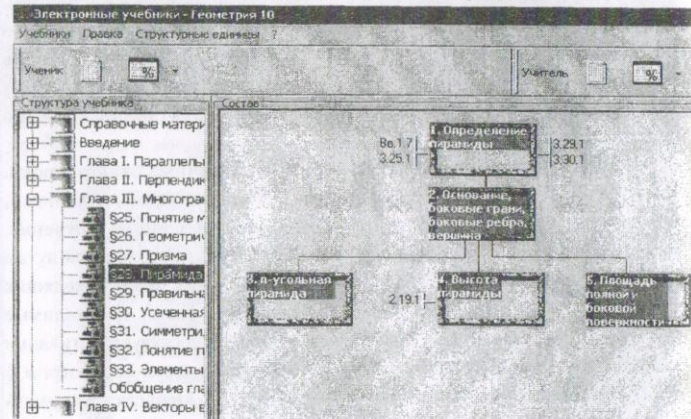 Электронные учебники - Геометрия 10
Учебники Правка Структурные единицы ?
Ученик %
Учитель %
Структура учебника
Справочные матери
Введение
Глава I. Параллелы
Глава II. Перпендик
Глава III. Многогран
§25. Понятие м
§26. Геометрич
§27. Призма
§28. Пирамида
§29. Правильна
§30. Усеченная
§31. Симметри
§32. Понятие п
§33. Элементы
Обобщение гла
Глава IV. Векторы в
Состав
1. Определение
пирамиды
Вв.1.7
3.25.1
3.29.1
3.30.1
2. Основание,
боковые грани,
боковые ребра,
вершина
3. n-угольная
пирамида
2.19.1
4. Высота
пирамиды
5. Площадь
полной и
боковой
поверхности